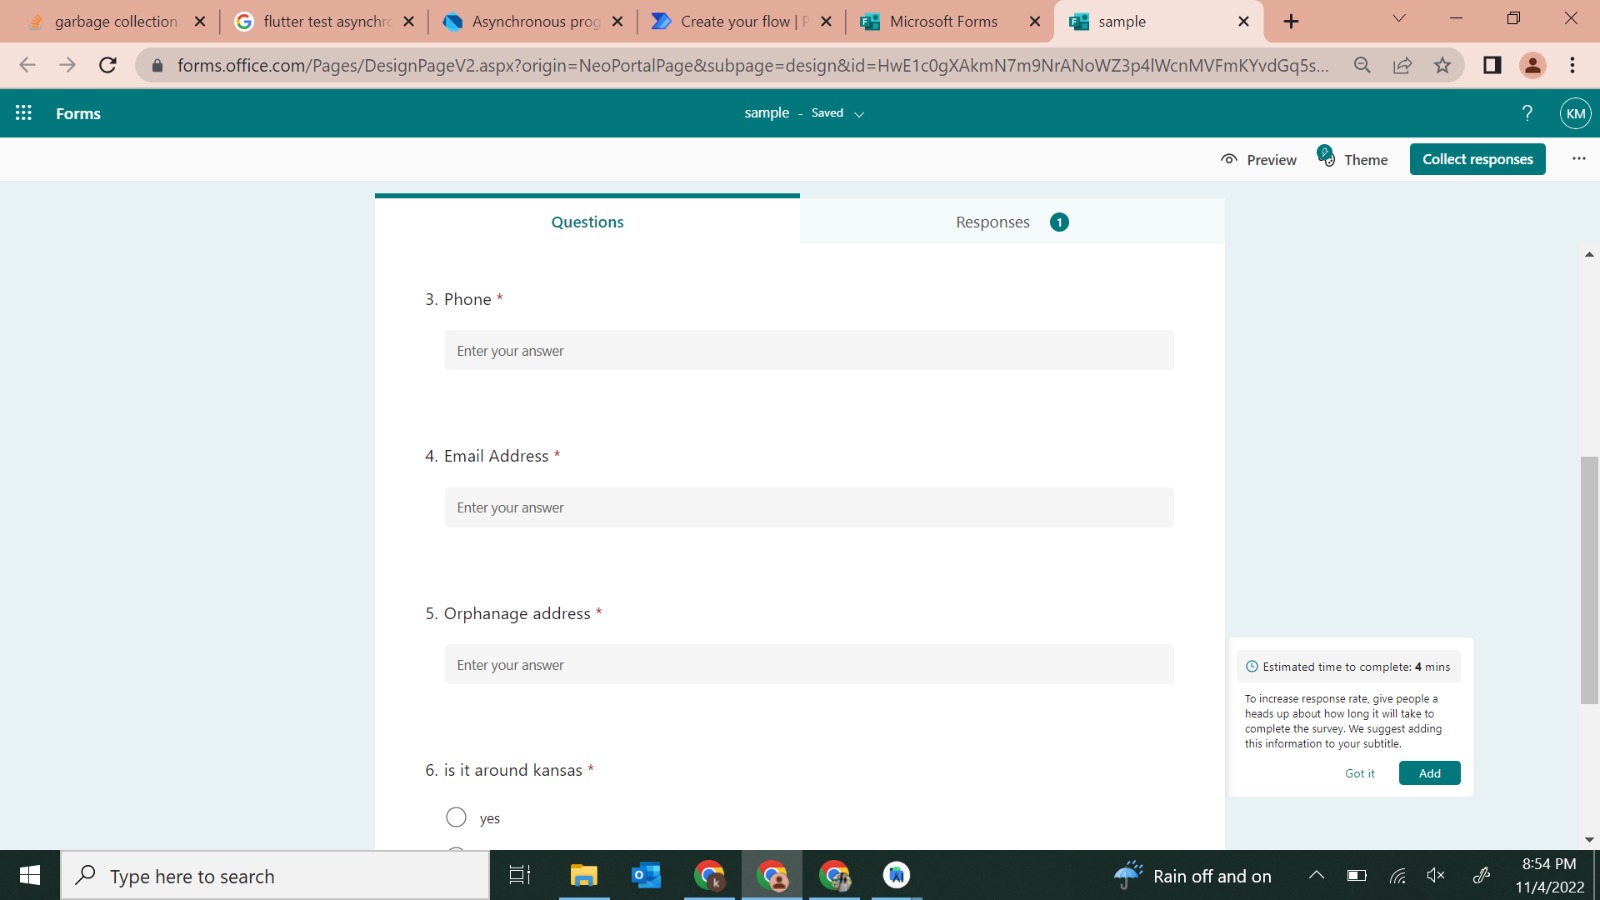 garbage collection
flutter test asynchro
Asynchronous prog
Create your flow | P
Microsoft Forms
sample
forms.office.com/Pages/DesignPageV2.aspx?origin=NeoPortalPage&subpage=design&id=HwE1c0gXAkmN7m9NrANoWZ3p4lWcnMVFmKYvdGq5s...
Forms
sample - Saved
?
KM
Preview
Theme
Collect responses
Questions
Responses 1
3. Phone *
Enter your answer
4. Email Address *
Enter your answer
5. Orphanage address *
Enter your answer
Estimated time to complete: 4 mins
To increase response rate, give people a
heads up about how long it will take to
complete the survey. We suggest adding
this information to your subtitle.
Got it
Add
6. is it around kansas *
yes
Type here to search
Rain off and on
8:54 PM
11/4/2022